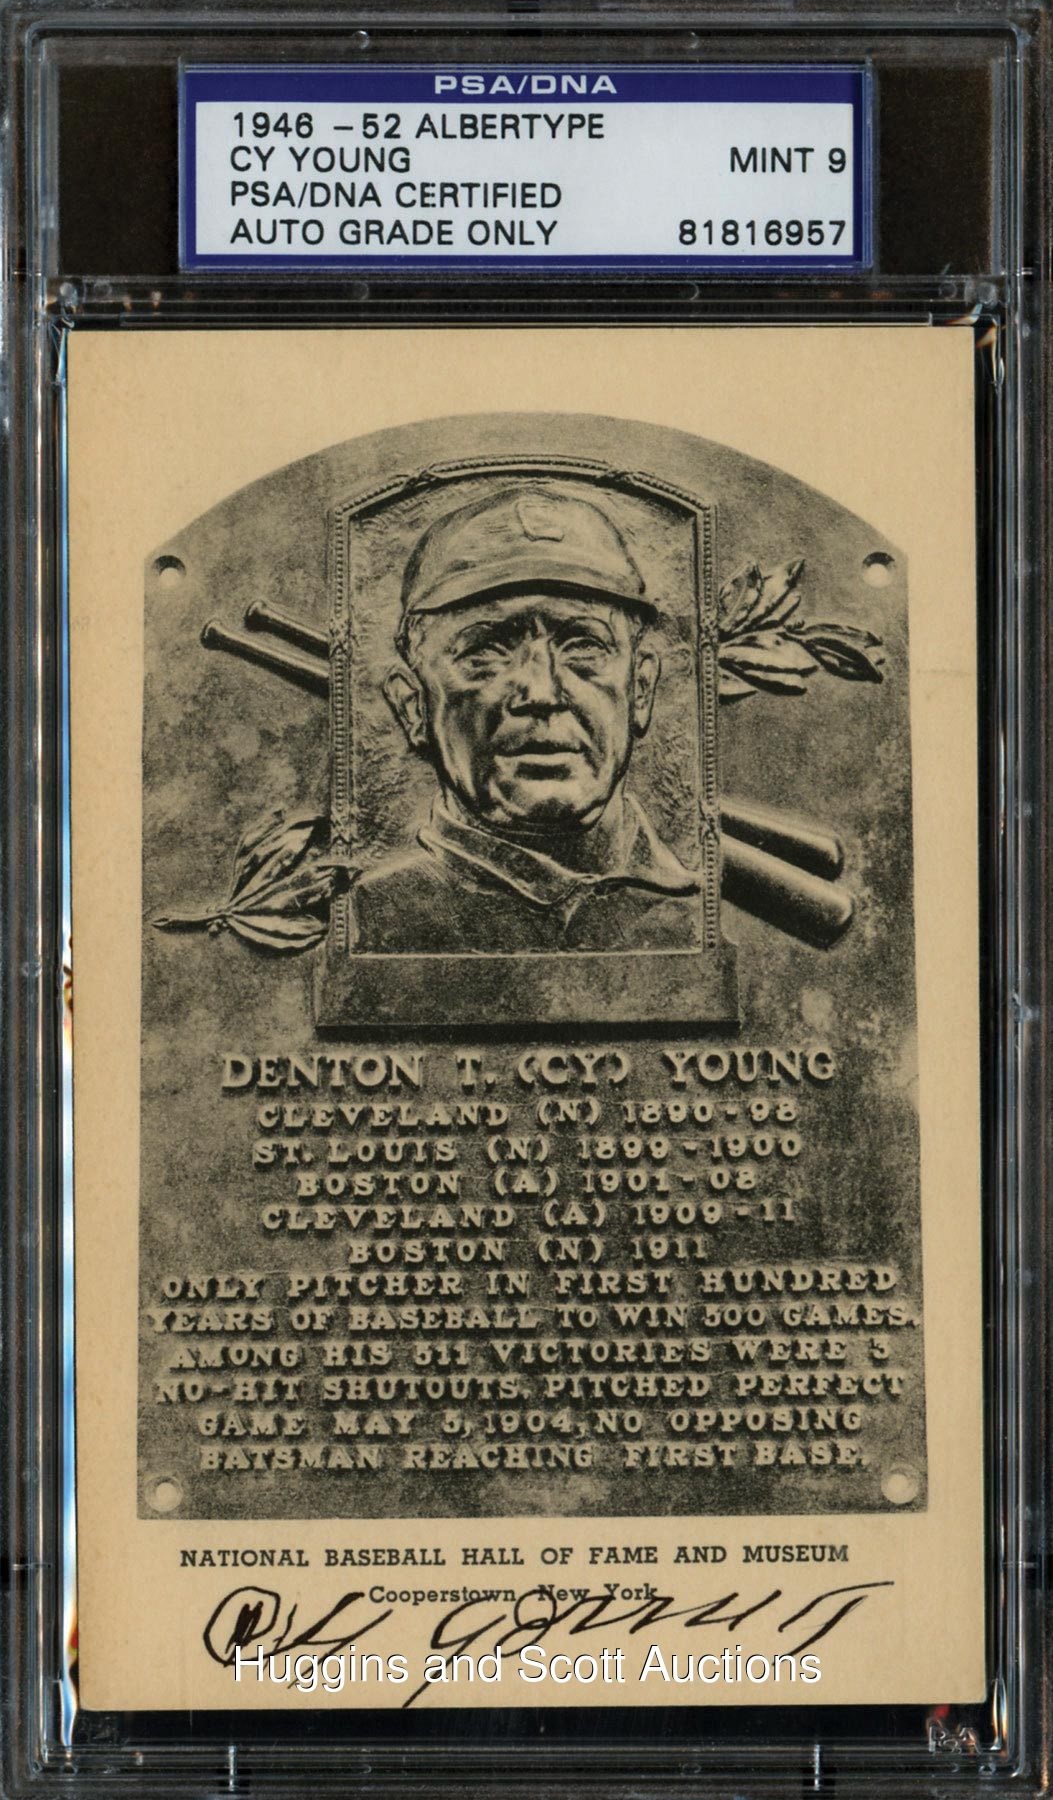 PSA/DNA
1946 - 52 ALBERTYPE
CY YOUNG MINT 9
PSA/DNA CERTIFIED
AUTO GRADE ONLY 81816957
DENTON T. (CY) YOUNG
CLEVELAND (N) 1890-98
ST. LOUIS (N) 1899-1900
BOSTON (A) 1901-08
CLEVELAND (A) 1909-11
BOSTON (N) 1911
ONLY PITCHER IN FIRST HUNDRED
YEARS OF BASEBALL TO WIN 500 GAMES.
AMONG HIS 511 VICTORIES WERE 3
NO-HIT SHUTOUTS. PITCHED PERFECT
GAME MAY 5, 1904, NO OPPOSING
BATSMAN REACHING FIRST BASE.
NATIONAL BASEBALL HALL OF FAME AND MUSEUM
Cooperstown, New York
Cy Young
Huggins and Scott Auctions
PSA